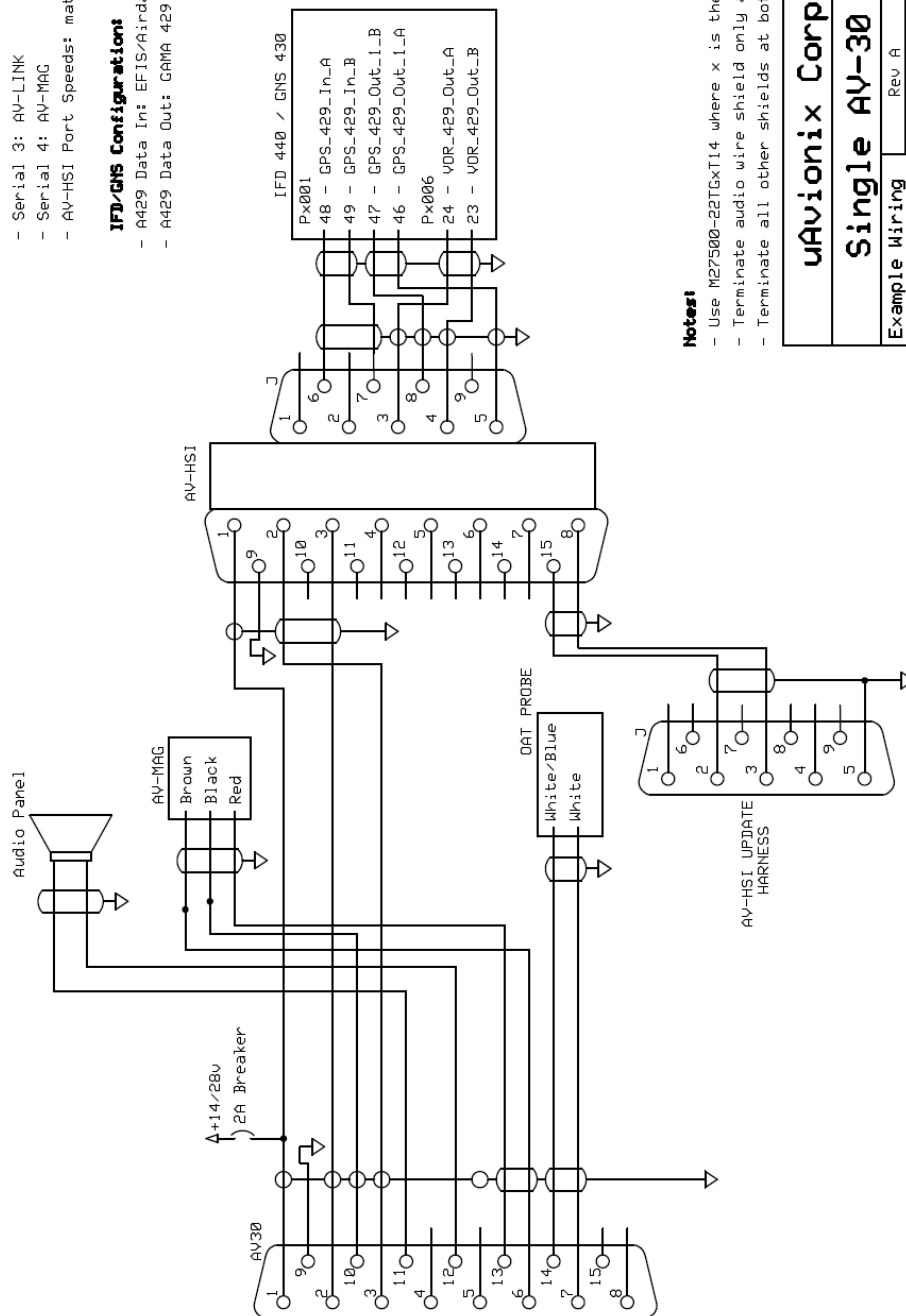 - Serial 3: AV-LINK
- Serial 4: AV-MAG
- AV-HSI Port Speeds: mat
IFD/GNS Configuration:
- A429 Data In: EFIS/Airda
- A429 Data Out: GAMA 429
Audio Panel
AV-MAG
Brown
Black
Red
+14/28v
2A Breaker
AV30
1
9
2
10
3
11
4
12
5
13
6
14
7
15
8
AV-HSI
1
9
2
10
3
11
4
12
5
13
6
14
7
15
8
J
1
6
2
7
3
8
4
9
5
IFD 440 / GNS 430
Px001
48 - GPS_429_In_A
49 - GPS_429_In_B
47 - GPS_429_Out_1_B
46 - GPS_429_Out_1_A
Px006
24 - VOR_429_Out_A
23 - VOR_429_Out_B
OAT PROBE
White/Blue
White
J
1
6
2
7
3
8
4
9
5
AV-HSI UPDATE
HARNESS
Notes:
- Use M27500-22TGxT14 where x is the
- Terminate audio wire shield only
- Terminate all other shields at bot
uAvionix Corp
Single AV-30
Example Wiring
Rev A